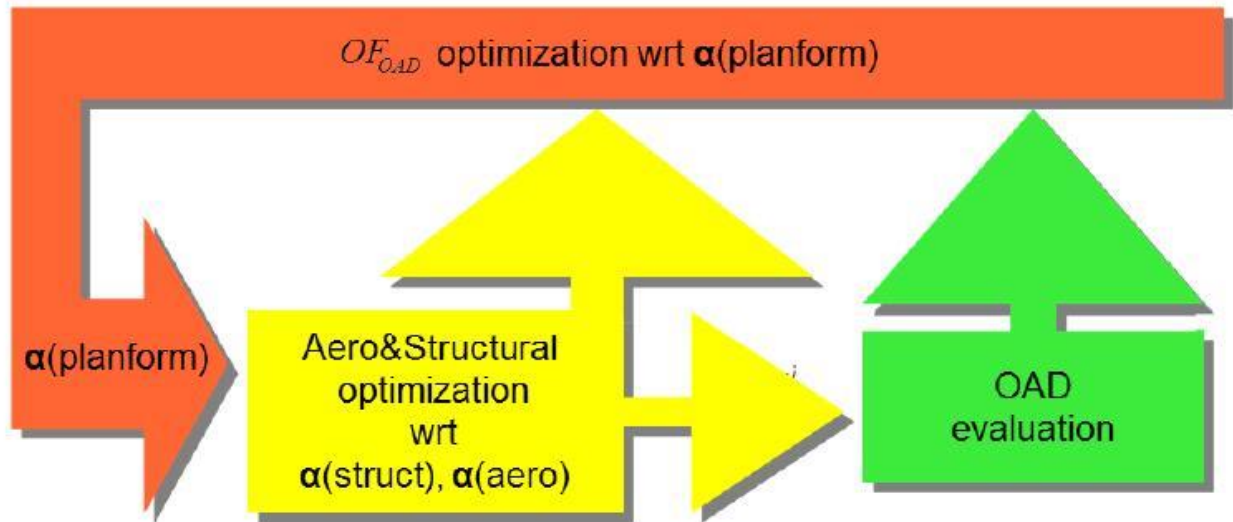 OF_OAD optimization wrt α(planform)
α(planform)
Aero&Structural
optimization
wrt
α(struct), α(aero)
OAD
evaluation